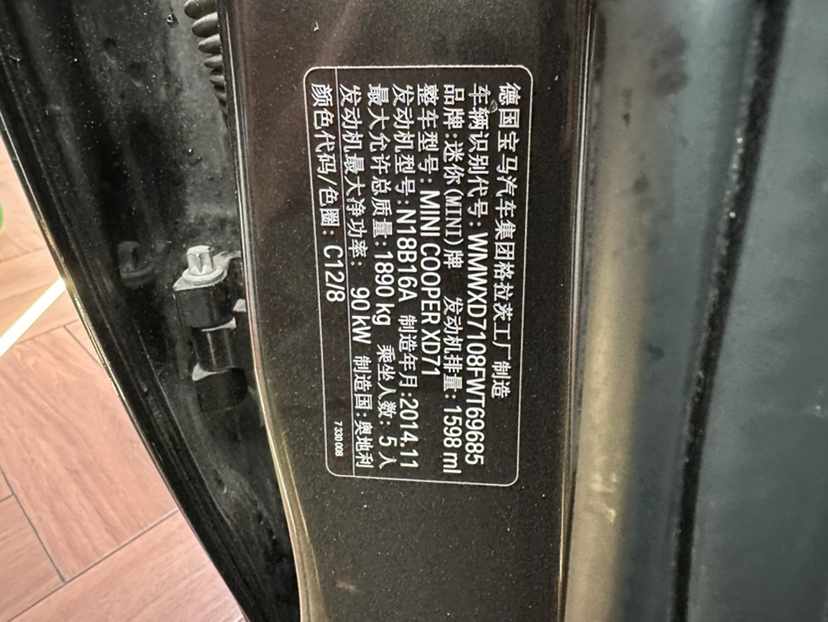 德国宝马汽车集团格拉茨工厂制造
车辆识别代号: WMWXD7108FWT69685
品牌:迷你(MINI)牌 发动机排量: 1598 ml
整车型号: MINI COOPER XD71
发动机型号: N18B16A 制造年月:2014.11
最大允许总质量: 1890 kg 乘坐人数: 5 人
发动机最大净功率: 90 kW 制造国:奥地利
颜色代码/色圈: C12/8
7 330 008